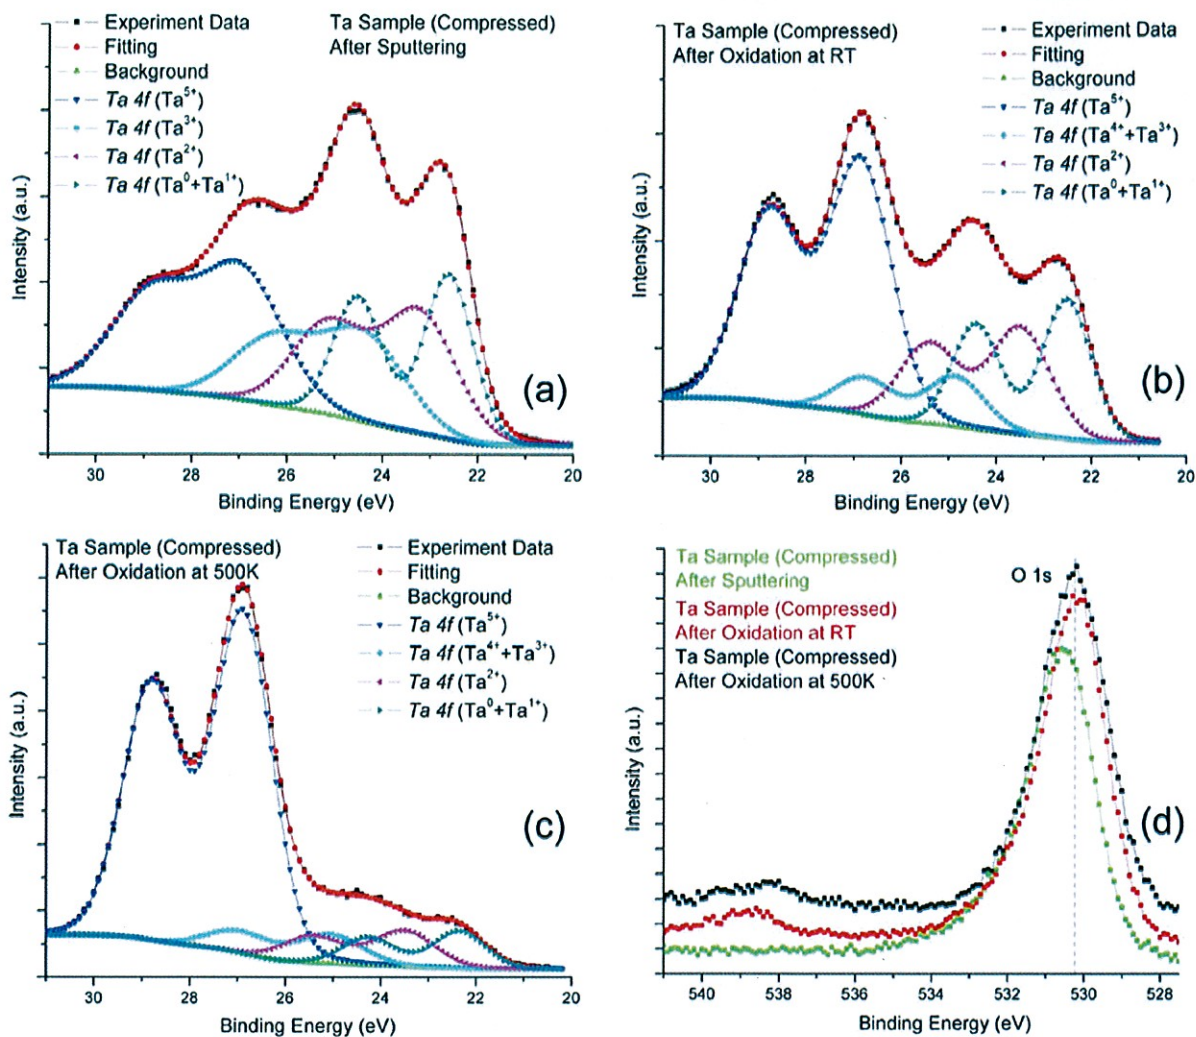 Experiment Data
Fitting
Background
Ta 4f (Ta⁵⁺)
Ta 4f (Ta³⁺)
Ta 4f (Ta²⁺)
Ta 4f (Ta⁰+Ta¹⁺)
Ta Sample (Compressed)
After Sputtering
(a)
Intensity (a.u.)
30 28 26 24 22 20
Binding Energy (eV)
Ta Sample (Compressed)
After Oxidation at RT
Experiment Data
Fitting
Background
Ta 4f (Ta⁵⁺)
Ta 4f (Ta⁴⁺+Ta³⁺)
Ta 4f (Ta²⁺)
Ta 4f (Ta⁰+Ta¹⁺)
(b)
Intensity (a.u.)
30 28 26 24 22 20
Binding Energy (eV)
Ta Sample (Compressed)
After Oxidation at 500K
Experiment Data
Fitting
Background
Ta 4f (Ta⁵⁺)
Ta 4f (Ta⁴⁺+Ta³⁺)
Ta 4f (Ta²⁺)
Ta 4f (Ta⁰+Ta¹⁺)
(c)
Intensity (a.u.)
30 28 26 24 22 20
Binding Energy (eV)
Ta Sample (Compressed)
After Sputtering
Ta Sample (Compressed)
After Oxidation at RT
Ta Sample (Compressed)
After Oxidation at 500K
O 1s
(d)
Intensity (a.u.)
540 538 536 534 532 530 528
Binding Energy (eV)